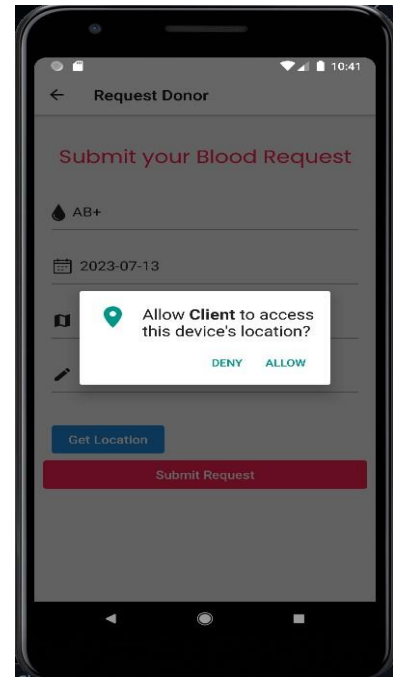 10:41
Request Donor
Submit your Blood Request
AB+
2023-07-13
Allow Client to access
this device's location?
DENY ALLOW
Get Location
Submit Request